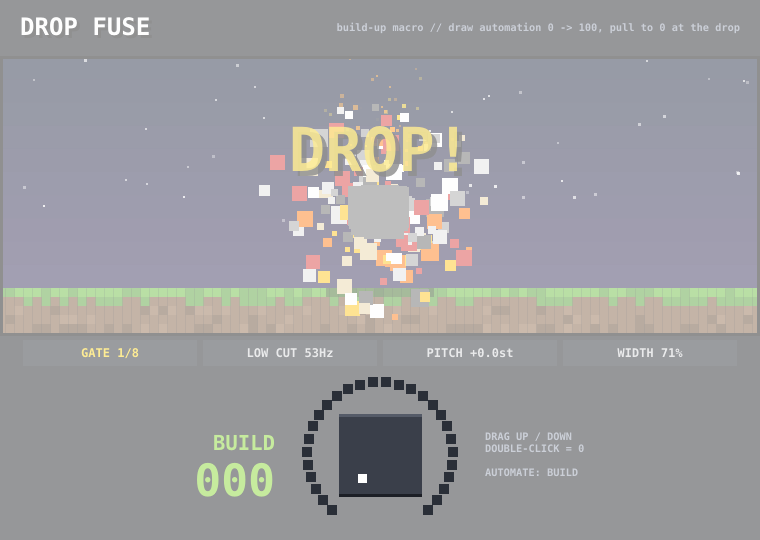 DROP FUSE
build-up macro // draw automation 0 -> 100, pull to 0 at the drop
DROP!
GATE 1/8
LOW CUT 53Hz
PITCH +0.0st
WIDTH 71%
BUILD
000
DRAG UP / DOWN
DOUBLE-CLICK = 0
AUTOMATE: BUILD